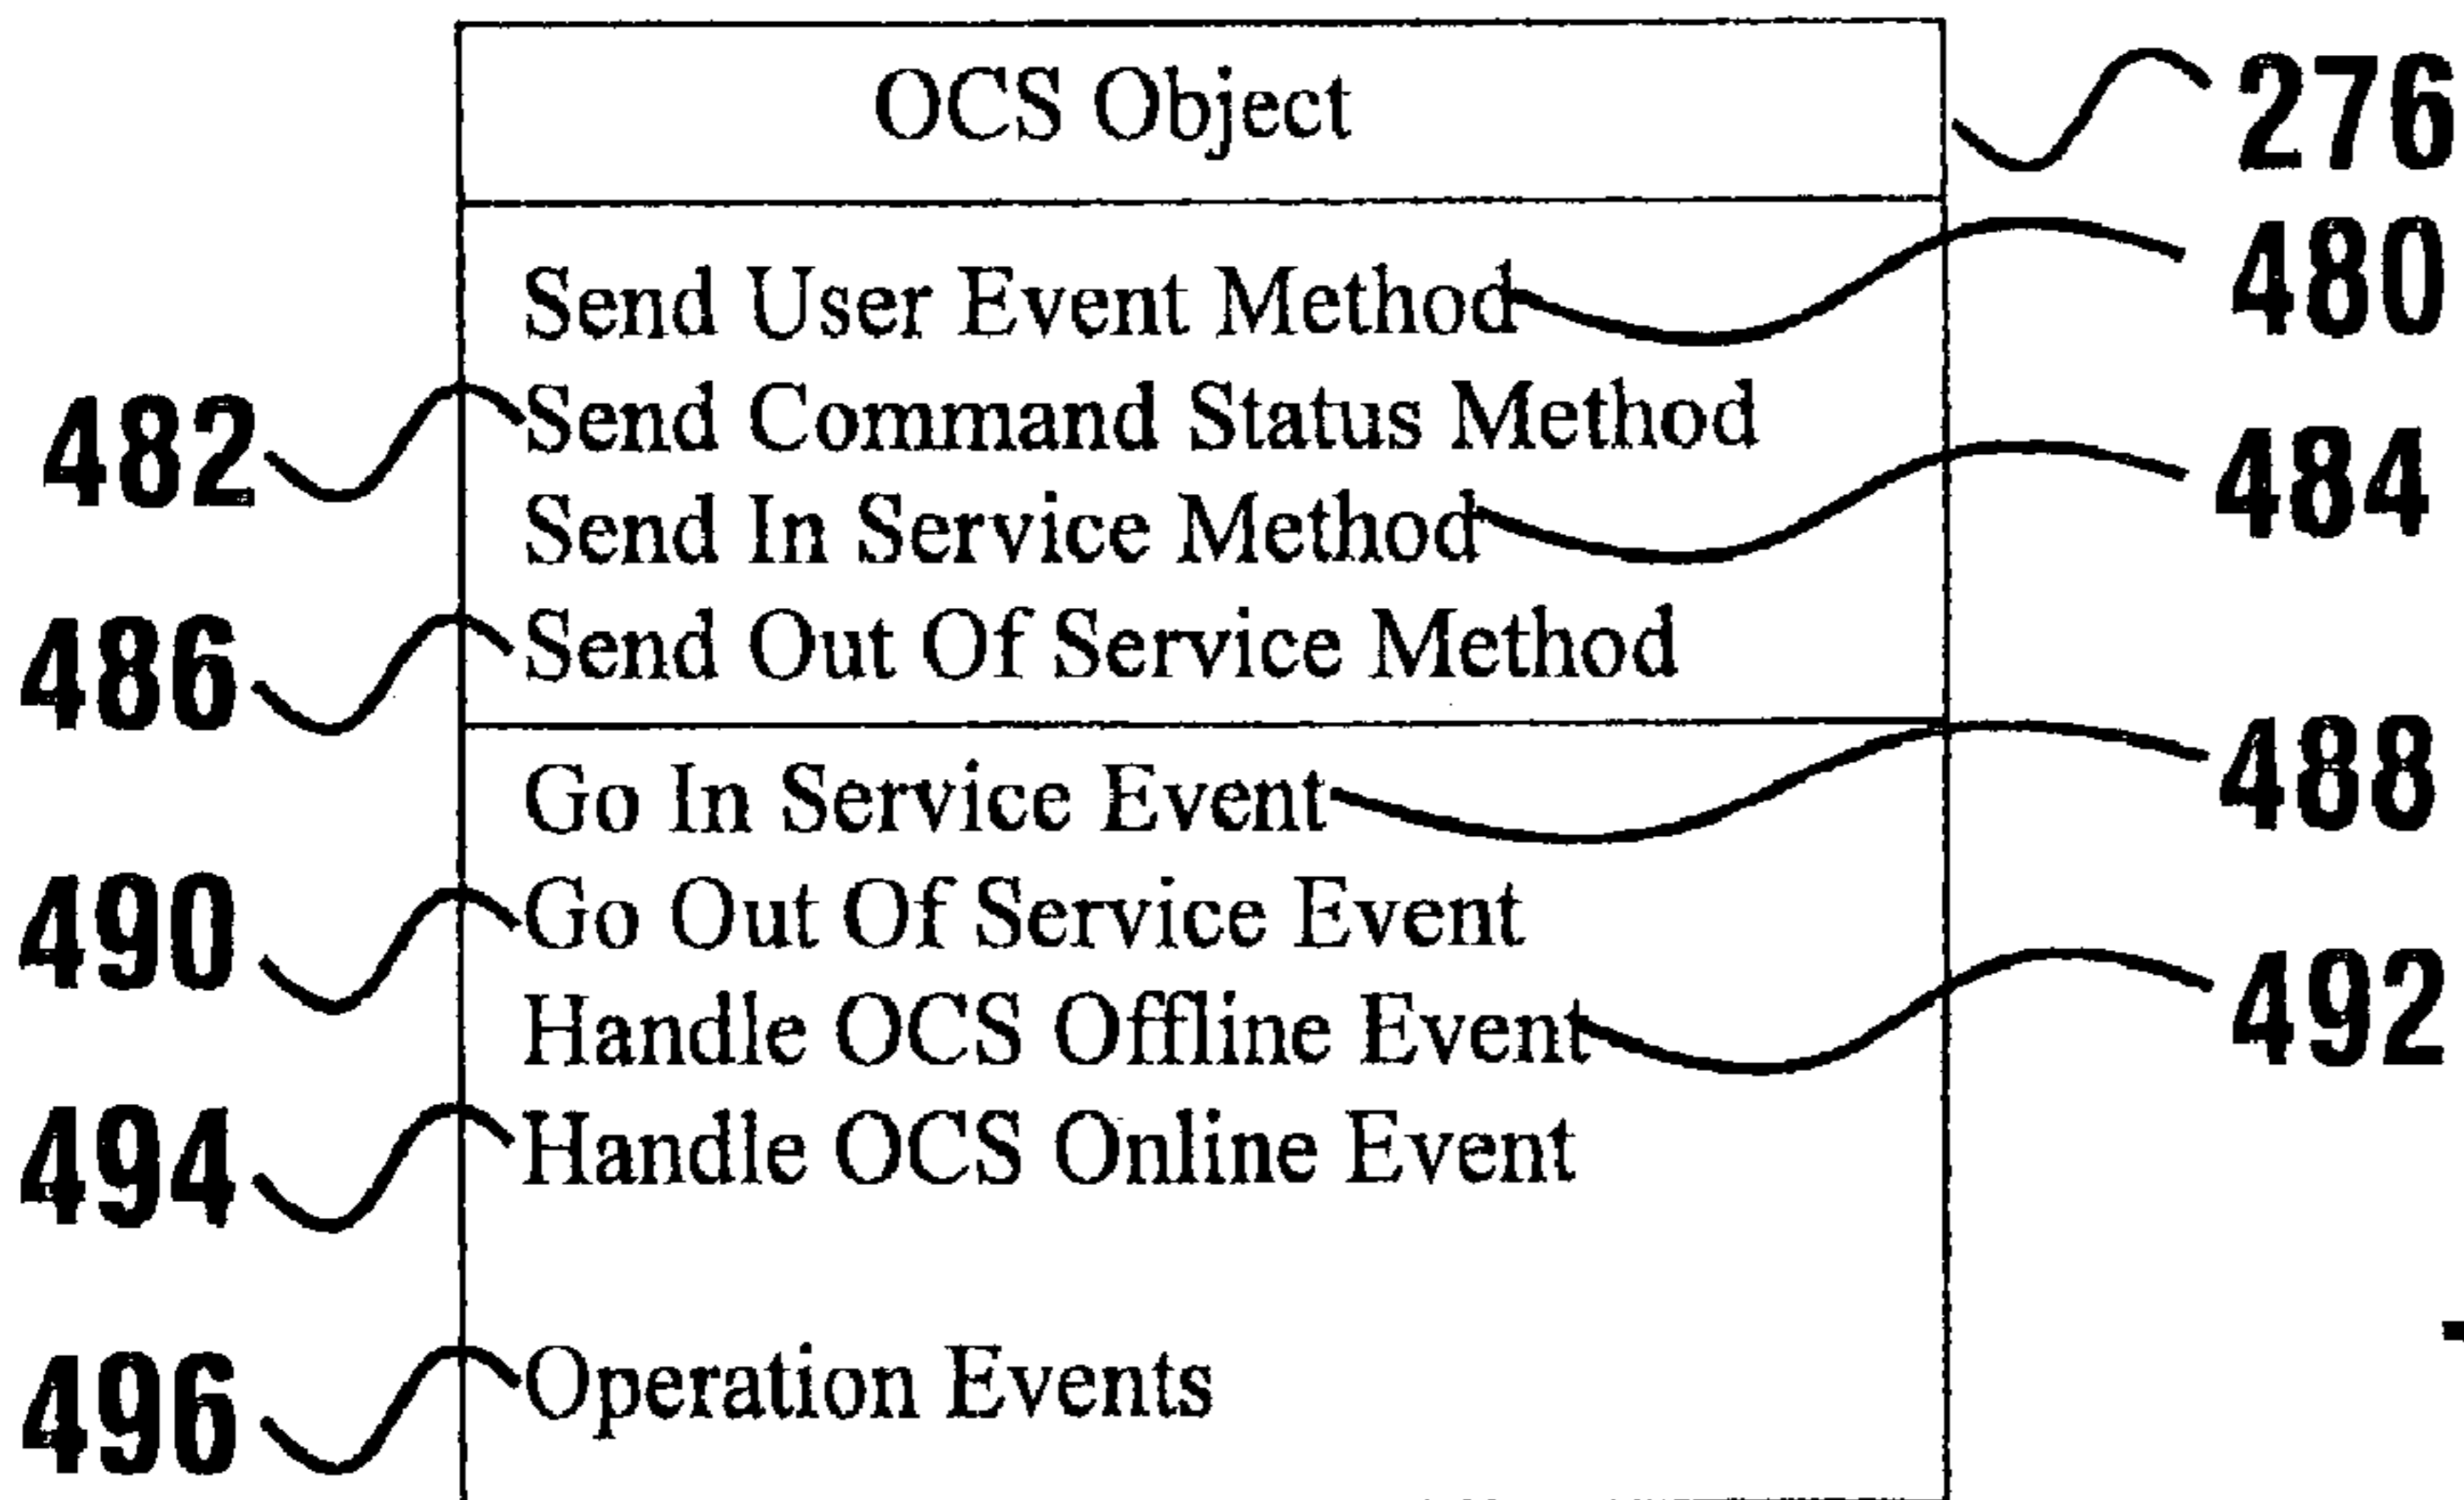 OCS Object 276
Send User Event Method 480
482 Send Command Status Method
Send In Service Method 484
486 Send Out Of Service Method
Go In Service Event 488
490 Go Out Of Service Event
Handle OCS Offline Event 492
494 Handle OCS Online Event
496 Operation Events